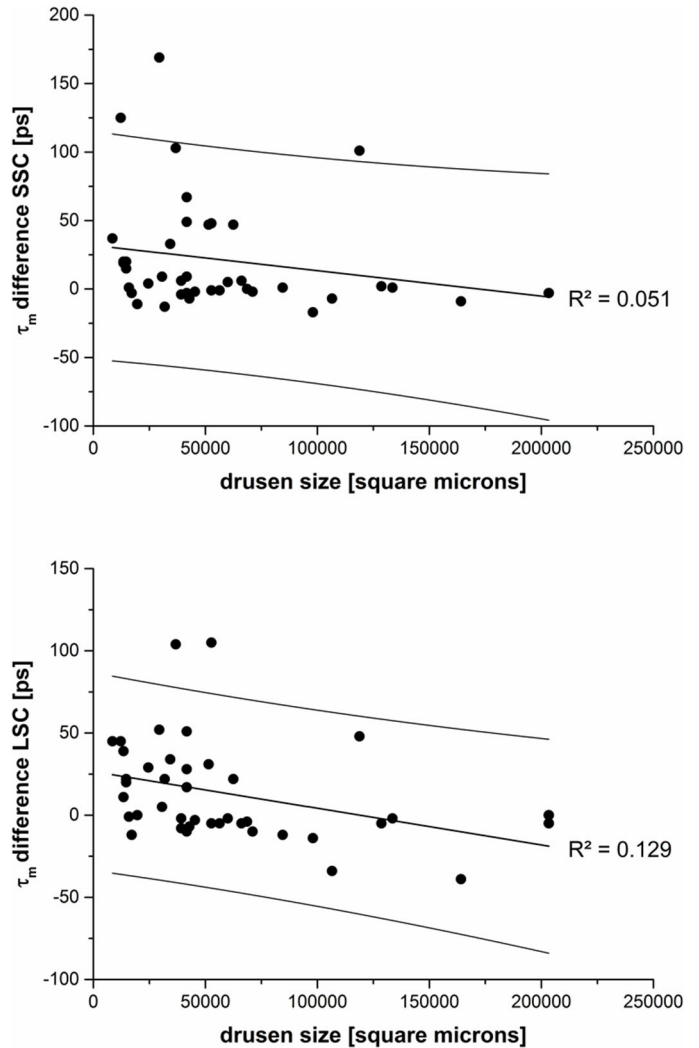 200
150
100
50
0
-50
-100
τm difference SSC [ps]
R² = 0.051
0 50000 100000 150000 200000 250000
drusen size [square microns]
150
100
50
0
-50
-100
τm difference LSC [ps]
R² = 0.129
0 50000 100000 150000 200000 250000
drusen size [square microns]